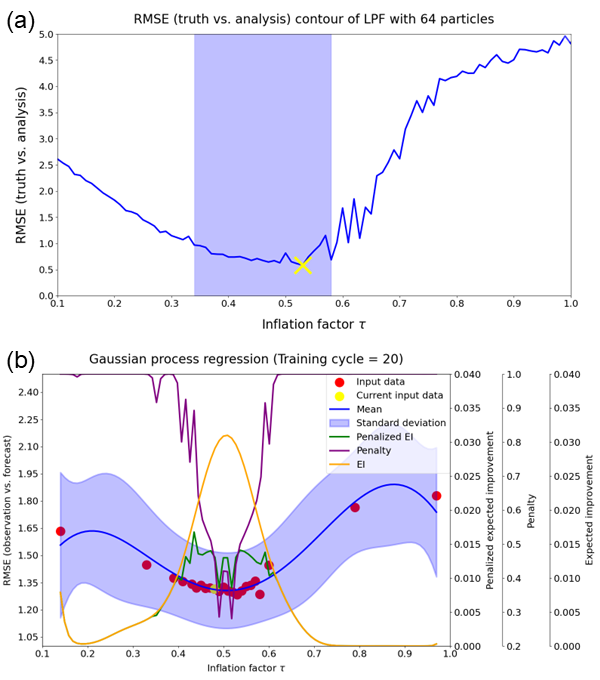 (a)
RMSE (truth vs. analysis) contour of LPF with 64 particles
RMSE (truth vs. analysis)
5.0
4.5
4.0
3.5
3.0
2.5
2.0
1.5
1.0
0.5
0.0
0.1 0.2 0.3 0.4 0.5 0.6 0.7 0.8 0.9 1.0
Inflation factor τ
(b)
Gaussian process regression (Training cycle = 20)
RMSE (observation vs. forecast)
2.40
2.25
2.10
1.95
1.80
1.65
1.50
1.35
1.20
1.05
Input data
Current input data
Mean
Standard deviation
Penalized EI
Penalty
EI
0.040
0.035
0.030
0.025
0.020
0.015
0.010
0.005
0.000
Penalized expected improvement
1.0
0.9
0.8
0.7
0.6
0.5
0.4
0.3
0.2
Penalty
0.040
0.035
0.030
0.025
0.020
0.015
0.010
0.005
0.000
Expected improvement
0.1 0.2 0.3 0.4 0.5 0.6 0.7 0.8 0.9 1.0
Inflation factor τ